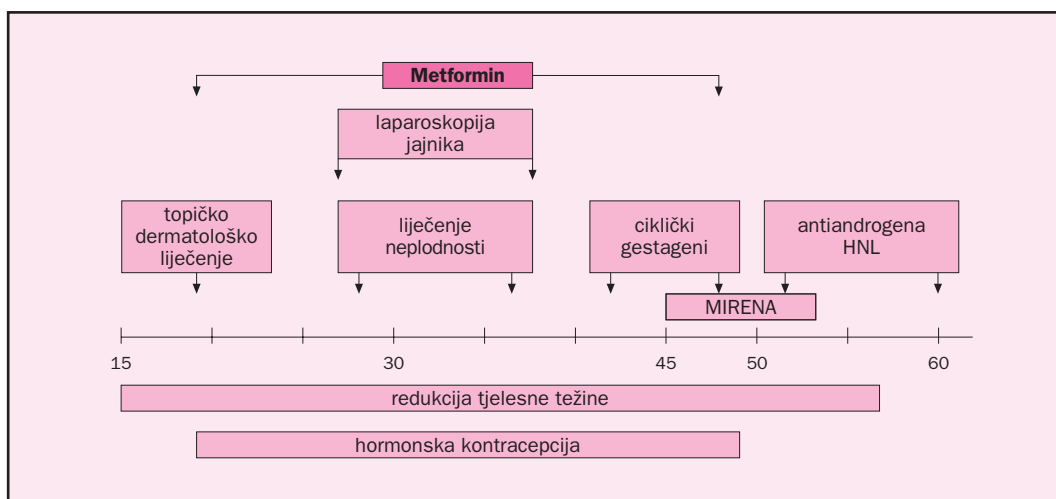 Metformin
laparoskopija
jajnika
topičko
dermatološko
liječenje
liječenje
neplodnosti
ciklički
gestageni
antiandrogena
HNL
MIRENA
15 30 45 50 60
redukcija tjelesne težine
hormonska kontracepcija